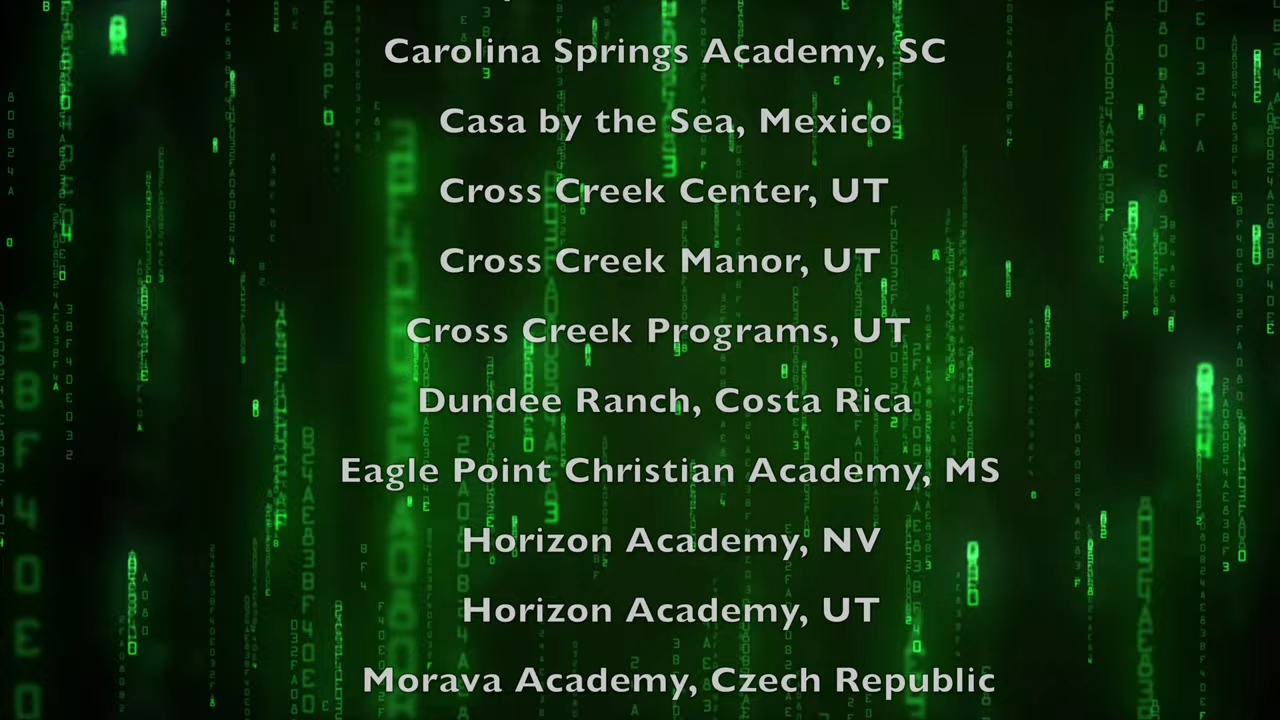 Carolina Springs Academy, SC
Casa by the Sea, Mexico
Cross Creek Center, UT
Cross Creek Manor, UT
Cross Creek Programs, UT
Dundee Ranch, Costa Rica
Eagle Point Christian Academy, MS
Horizon Academy, NV
Horizon Academy, UT
Morava Academy, Czech Republic